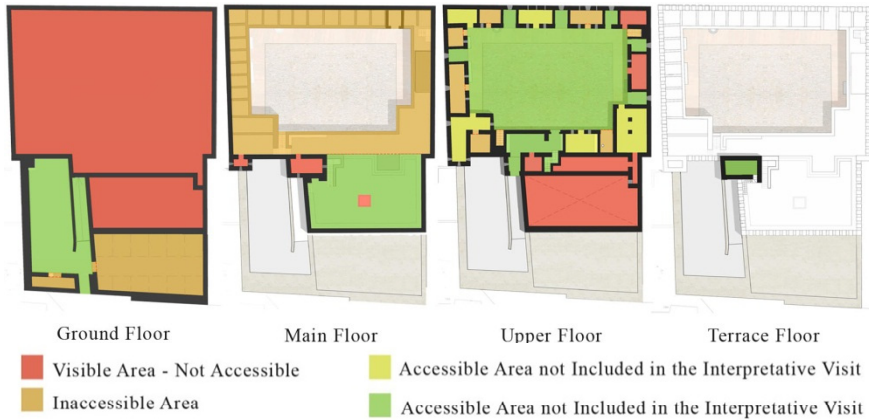 Ground Floor
Main Floor
Upper Floor
Terrace Floor
Visible Area - Not Accessible
Accessible Area not Included in the Interpretative Visit
Inaccessible Area
Accessible Area not Included in the Interpretative Visit